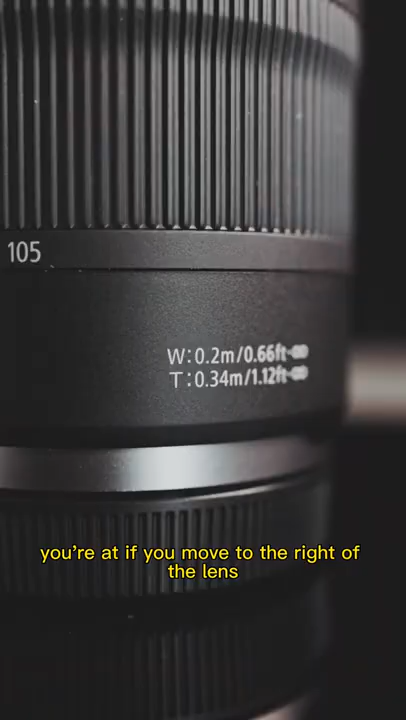 105
W:0.2m/0.66ft-∞
T:0.34m/1.12ft-∞
you’re at if you move to the right of
the lens